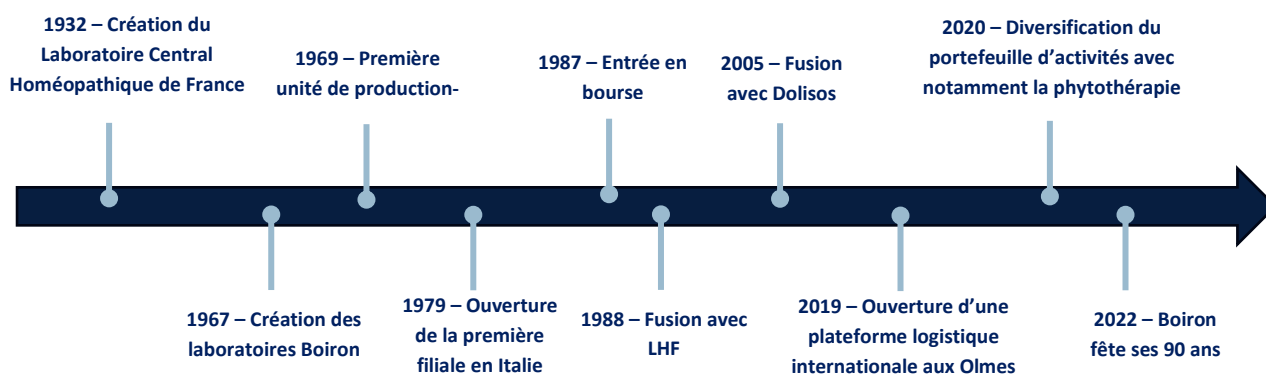 1932 – Création du
Laboratoire Central
Homéopathique de France
1969 – Première
unité de production-
1987 – Entrée en
bourse
2005 – Fusion
avec Dolisos
2020 – Diversification du
portefeuille d’activités avec
notamment la phytothérapie
1967 – Création des
laboratoires Boiron
1979 – Ouverture
de la première
filiale en Italie
1988 – Fusion avec
LHF
2019 – Ouverture d’une
plateforme logistique
internationale aux Olmes
2022 – Boiron
fête ses 90 ans